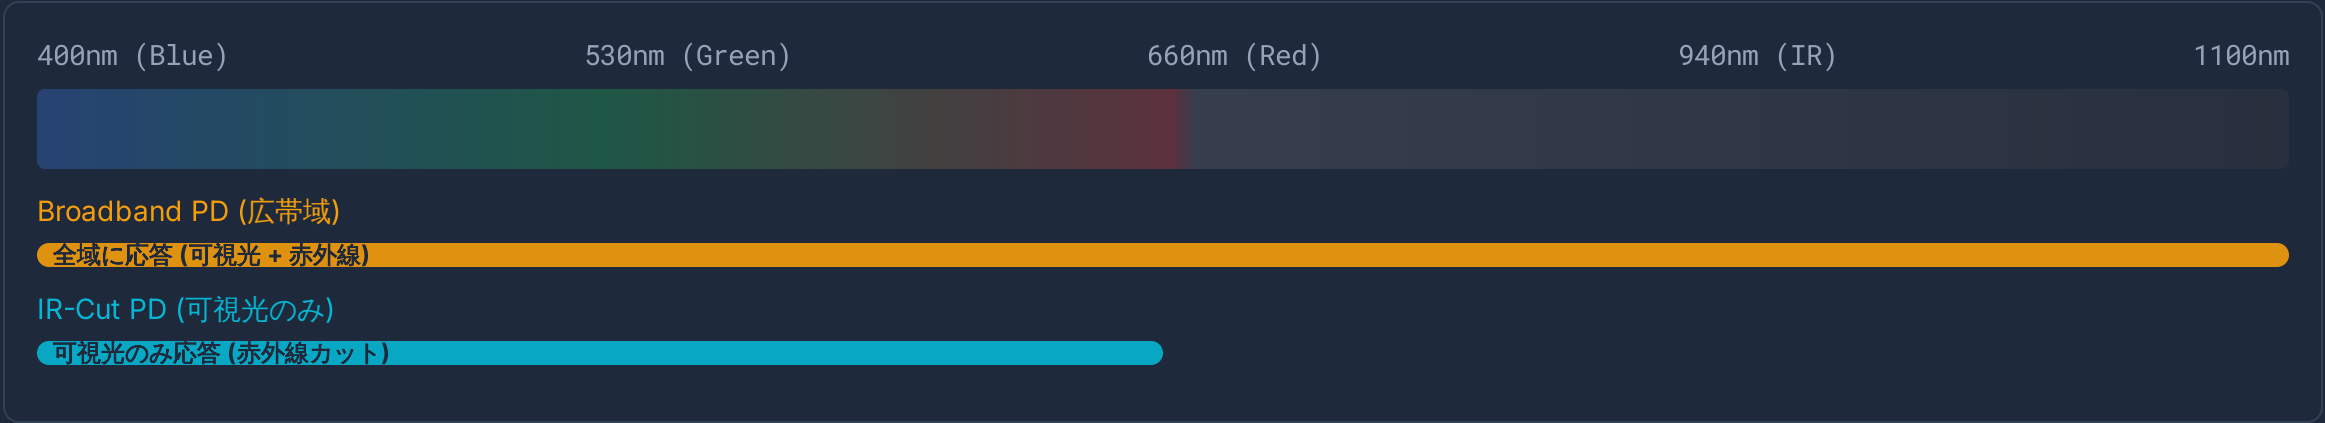 400nm (Blue) 530nm (Green) 660nm (Red) 940nm (IR) 1100nm
Broadband PD (広帯域)
全域に応答 (可視光 + 赤外線)
IR-Cut PD (可視光のみ)
可視光のみ応答 (赤外線カット)